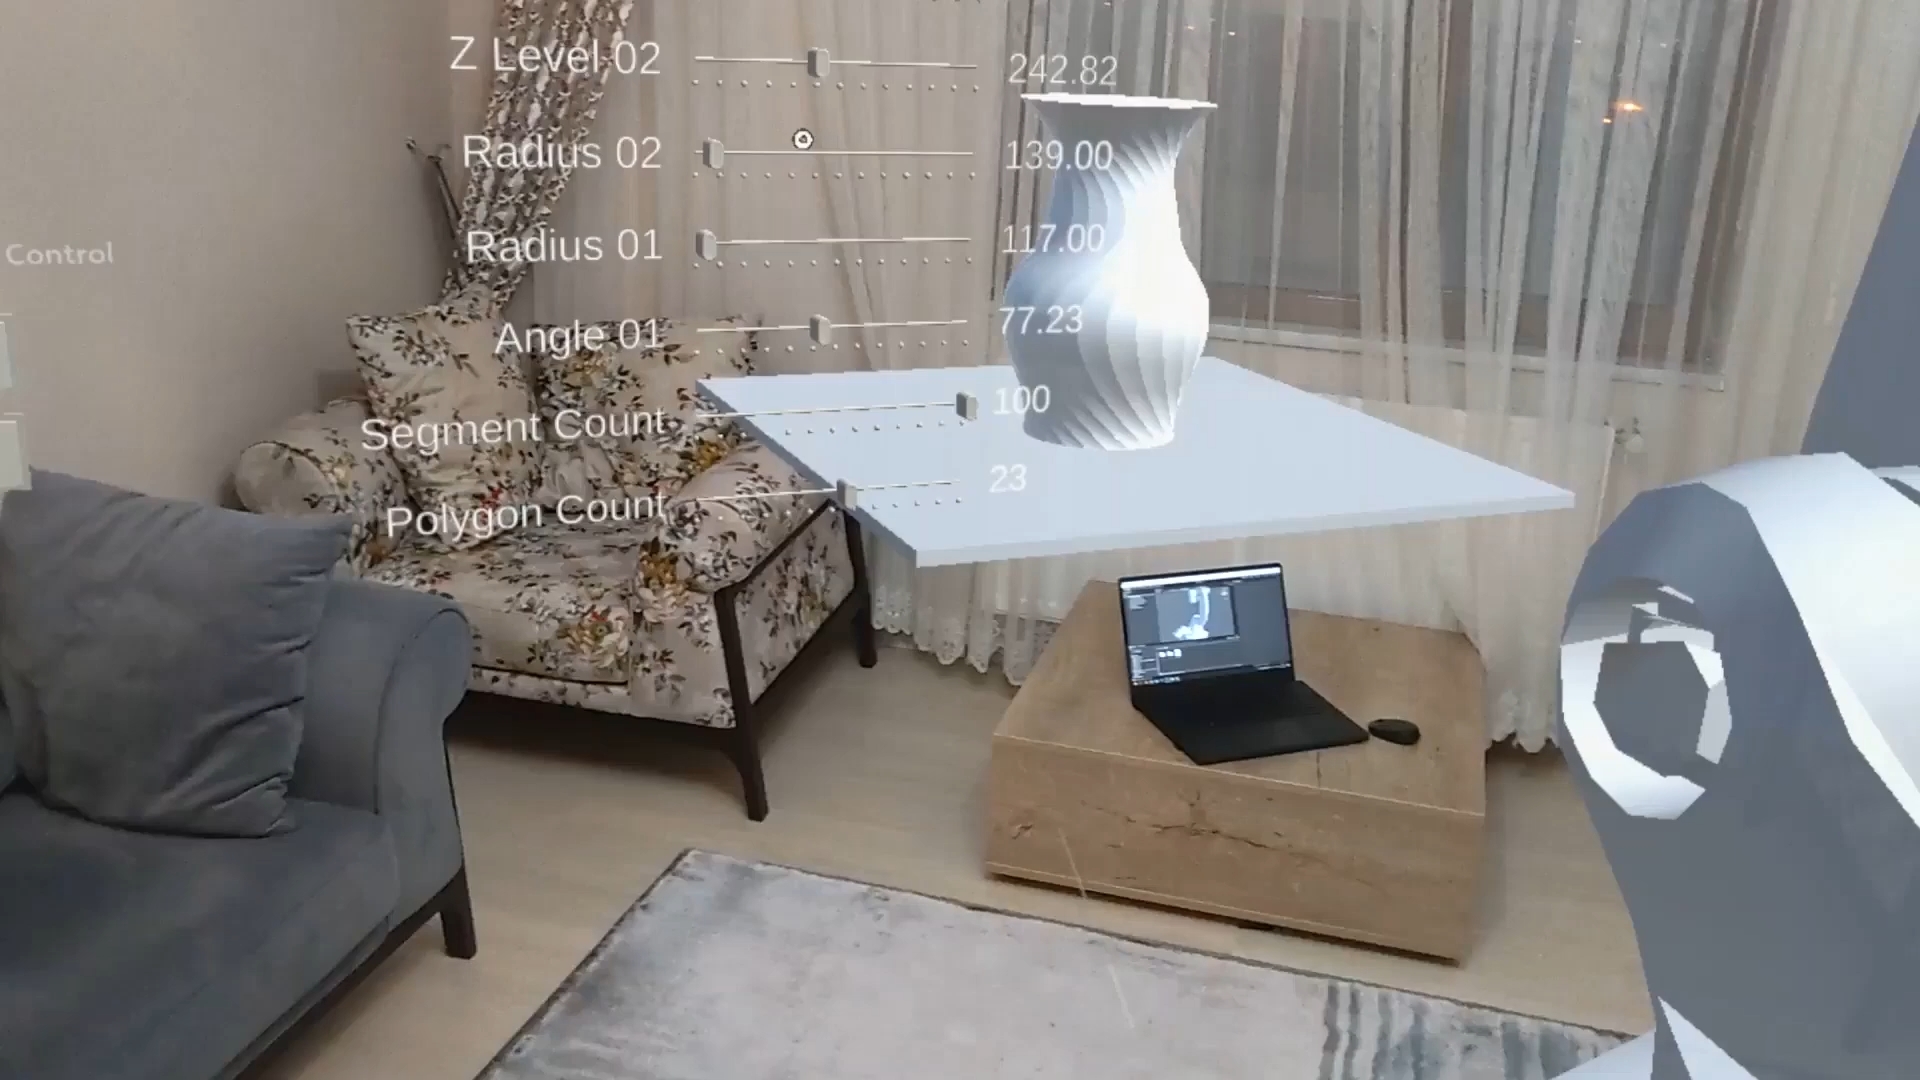 Z Level 02 242.82
Radius 02 139.00
Control
Radius 01 117.00
Angle 01 77.23
Segment Count 100
Polygon Count 23